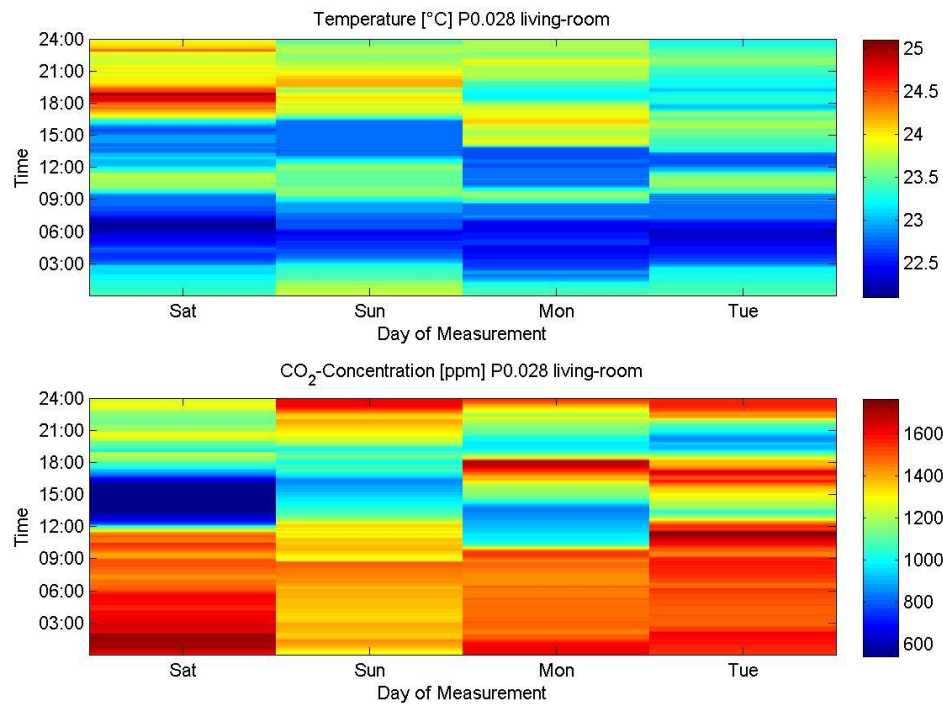 Temperature [°C] P0.028 living-room
24:00
21:00
18:00
15:00
12:00
09:00
06:00
03:00
Time
Sat
Sun
Mon
Tue
Day of Measurement
25
24.5
24
23.5
23
22.5
CO2-Concentration [ppm] P0.028 living-room
24:00
21:00
18:00
15:00
12:00
09:00
06:00
03:00
Time
Sat
Sun
Mon
Tue
Day of Measurement
1600
1400
1200
1000
800
600